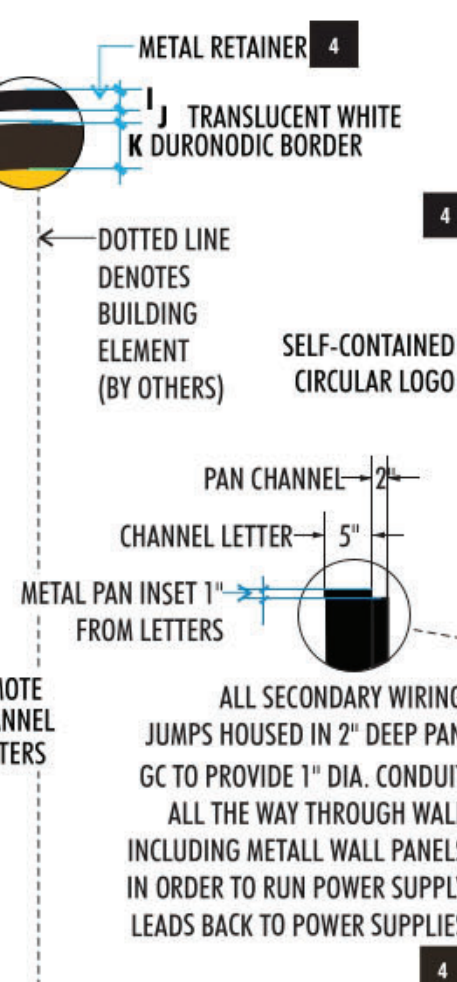 METAL RETAINER 4
I
J TRANSLUCENT WHITE
K DURONODIC BORDER
4
DOTTED LINE
DENOTES
BUILDING
ELEMENT
(BY OTHERS)
SELF-CONTAINED
CIRCULAR LOGO
PAN CHANNEL 2"
CHANNEL LETTER 5"
METAL PAN INSET 1"
FROM LETTERS
ALL SECONDARY WIRING
JUMPS HOUSED IN 2" DEEP PAN
GC TO PROVIDE 1" DIA. CONDUIT
ALL THE WAY THROUGH WALL
INCLUDING METALL WALL PANELS
IN ORDER TO RUN POWER SUPPLY
LEADS BACK TO POWER SUPPLIES
4